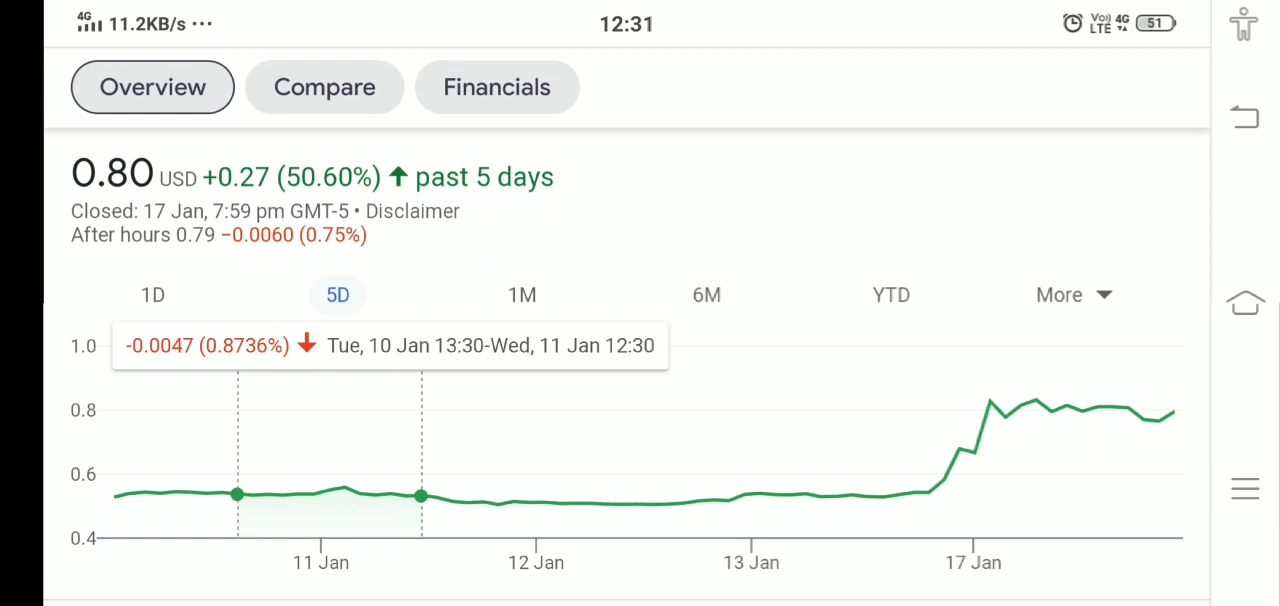 4G 11.2KB/s ··· 12:31 Vo)) LTE 4G 51
Overview Compare Financials
0.80 USD +0.27 (50.60%) ↑ past 5 days
Closed: 17 Jan, 7:59 pm GMT-5 • Disclaimer
After hours 0.79 −0.0060 (0.75%)
1D 5D 1M 6M YTD More
-0.0047 (0.8736%) ↓ Tue, 10 Jan 13:30-Wed, 11 Jan 12:30
1.0
0.8
0.6
0.4
11 Jan 12 Jan 13 Jan 17 Jan